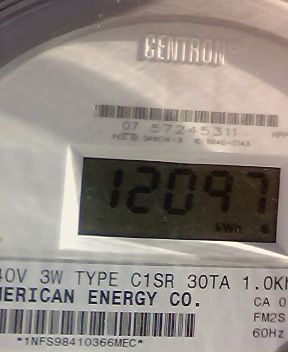 CENTRON®
07 57245311
12097
kWh
40V 3W TYPE C1SR 30TA 1.0K
MERICAN ENERGY CO.
CA 0
FM2S
60Hz
*1NFS98410366MEC*